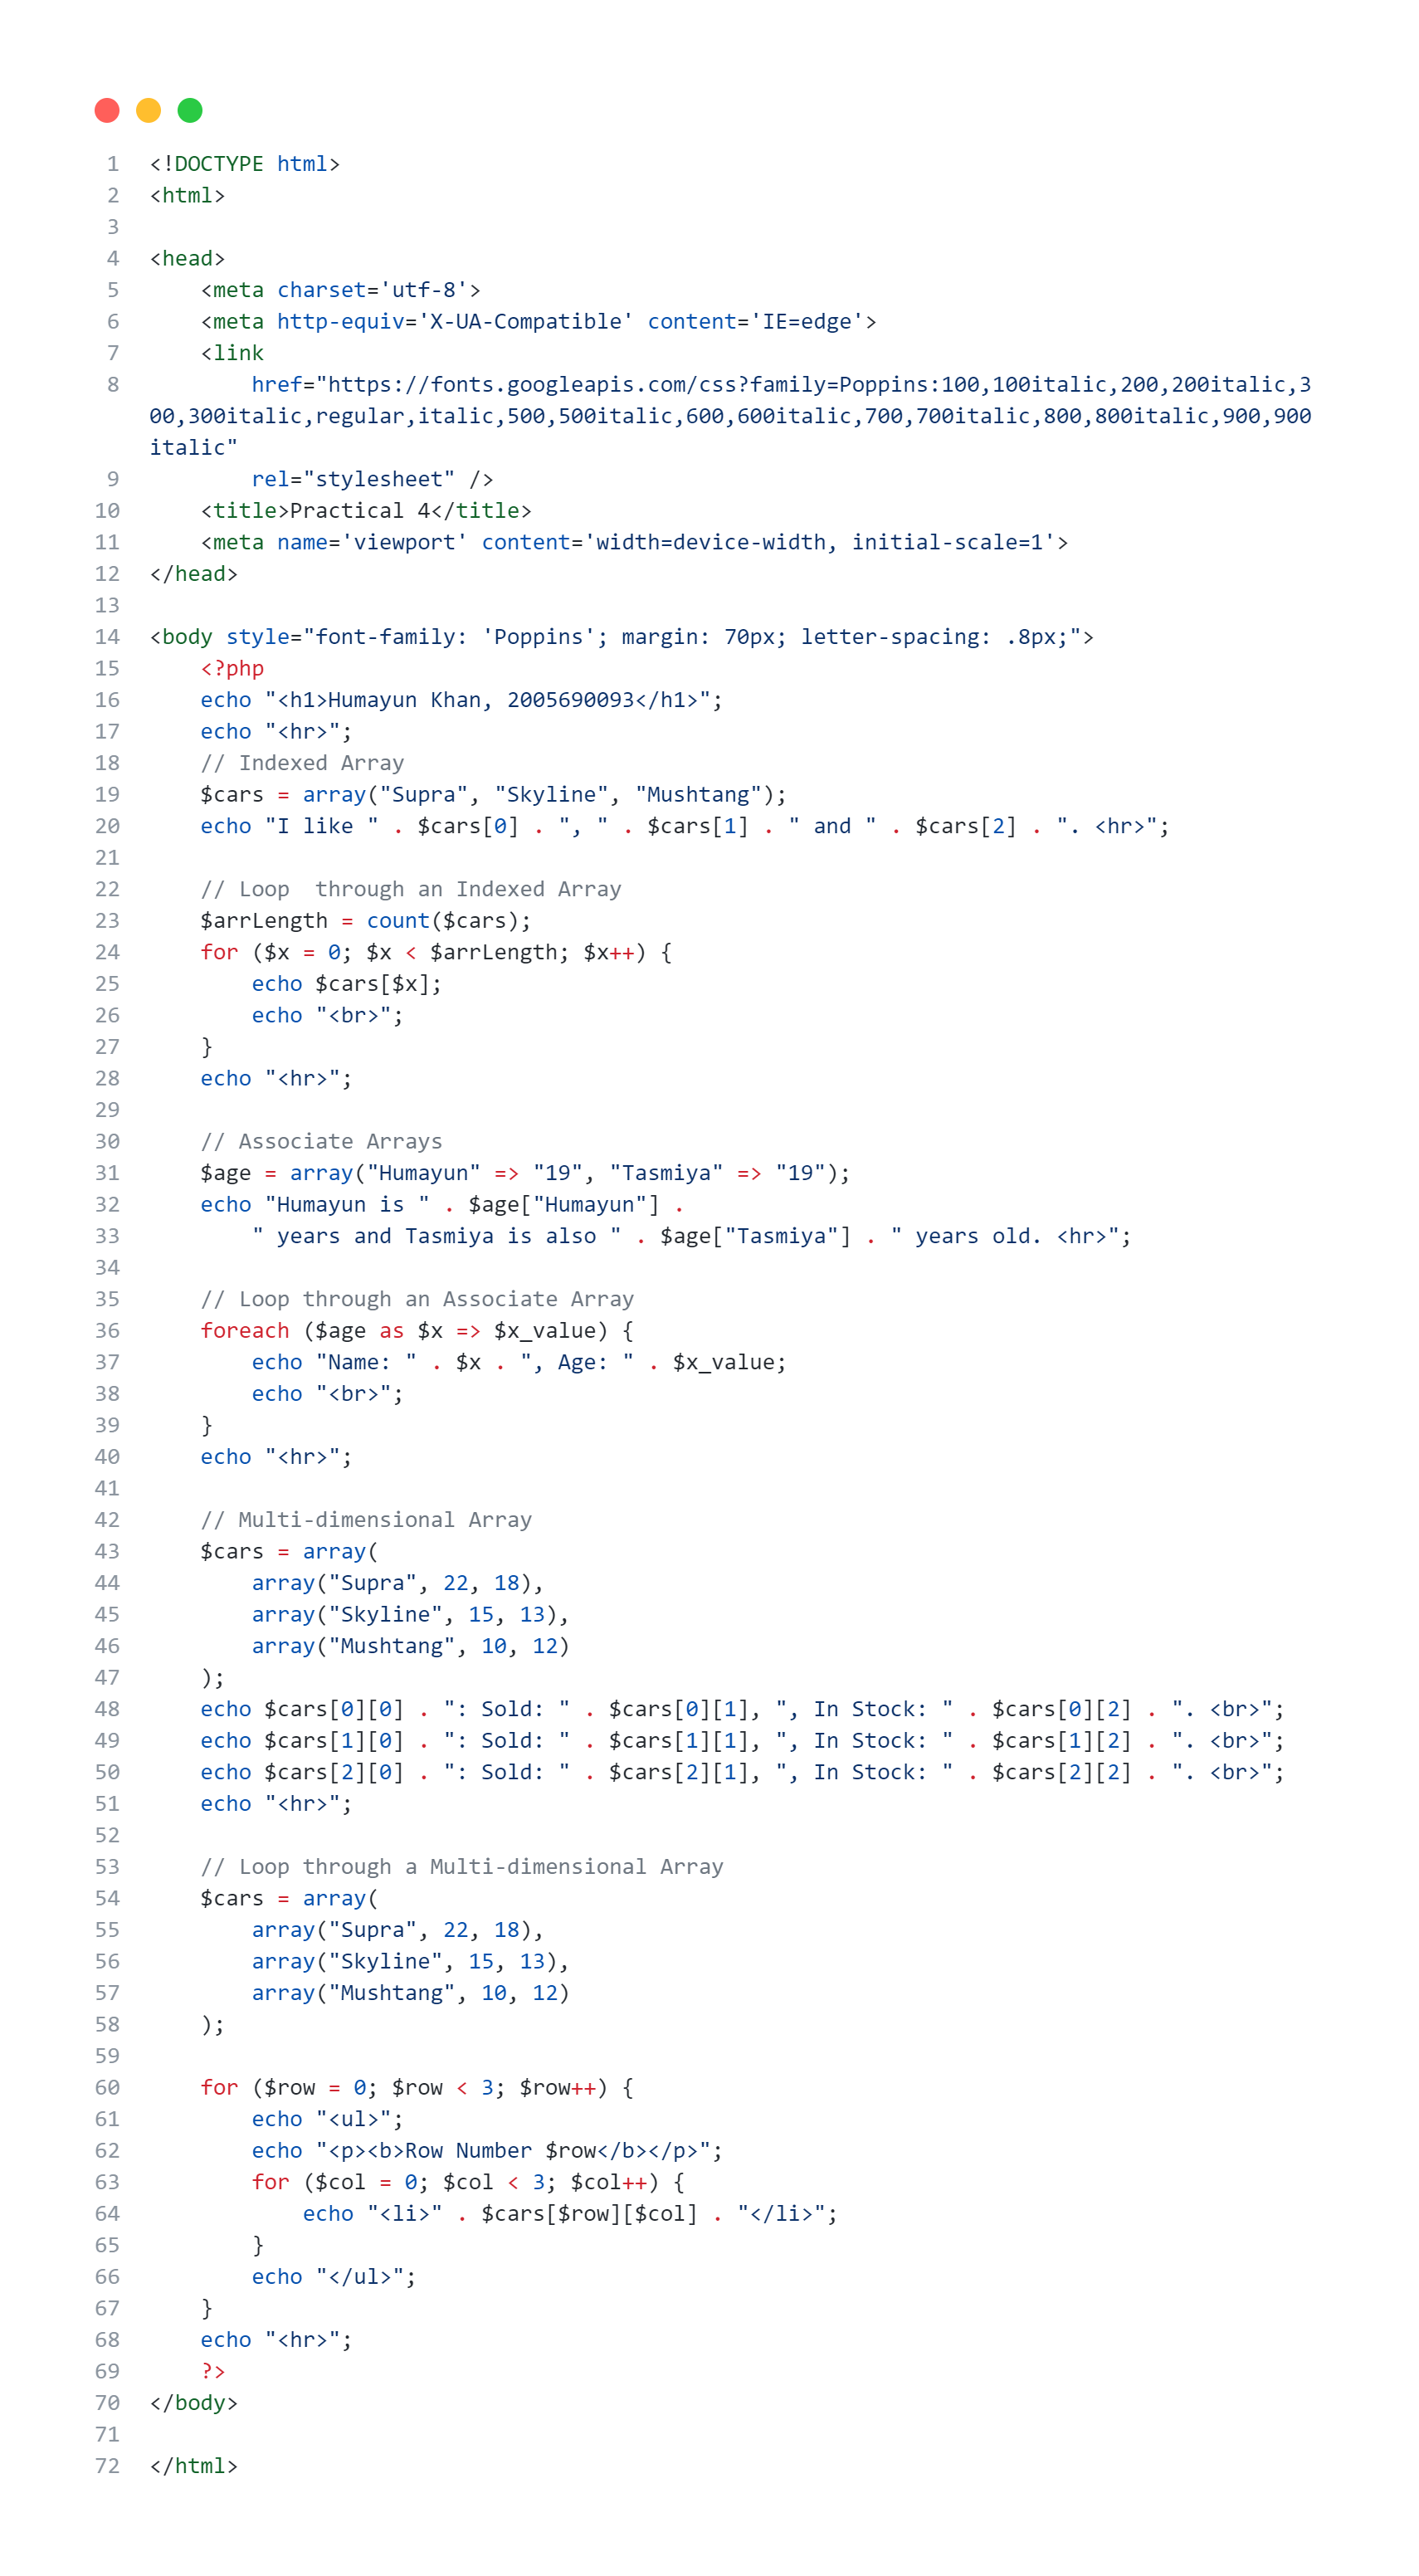 1 <!DOCTYPE html>
2 <html>
3
4 <head>
5     <meta charset='utf-8'>
6     <meta http-equiv='X-UA-Compatible' content='IE=edge'>
7     <link
8         href="https://fonts.googleapis.com/css?family=Poppins:100,100italic,200,200italic,3
00,300italic,regular,italic,500,500italic,600,600italic,700,700italic,800,800italic,900,900
italic"
9         rel="stylesheet" />
10     <title>Practical 4</title>
11     <meta name='viewport' content='width=device-width, initial-scale=1'>
12 </head>
13
14 <body style="font-family: 'Poppins'; margin: 70px; letter-spacing: .8px;">
15     <?php
16     echo "<h1>Humayun Khan, 2005690093</h1>";
17     echo "<hr>";
18     // Indexed Array
19     $cars = array("Supra", "Skyline", "Mushtang");
20     echo "I like " . $cars[0] . ", " . $cars[1] . " and " . $cars[2] . ". <hr>";
21
22     // Loop  through an Indexed Array
23     $arrLength = count($cars);
24     for ($x = 0; $x < $arrLength; $x++) {
25         echo $cars[$x];
26         echo "<br>";
27     }
28     echo "<hr>";
29
30     // Associate Arrays
31     $age = array("Humayun" => "19", "Tasmiya" => "19");
32     echo "Humayun is " . $age["Humayun"] .
33         " years and Tasmiya is also " . $age["Tasmiya"] . " years old. <hr>";
34
35     // Loop through an Associate Array
36     foreach ($age as $x => $x_value) {
37         echo "Name: " . $x . ", Age: " . $x_value;
38         echo "<br>";
39     }
40     echo "<hr>";
41
42     // Multi-dimensional Array
43     $cars = array(
44         array("Supra", 22, 18),
45         array("Skyline", 15, 13),
46         array("Mushtang", 10, 12)
47     );
48     echo $cars[0][0] . ": Sold: " . $cars[0][1], ", In Stock: " . $cars[0][2] . ". <br>";
49     echo $cars[1][0] . ": Sold: " . $cars[1][1], ", In Stock: " . $cars[1][2] . ". <br>";
50     echo $cars[2][0] . ": Sold: " . $cars[2][1], ", In Stock: " . $cars[2][2] . ". <br>";
51     echo "<hr>";
52
53     // Loop through a Multi-dimensional Array
54     $cars = array(
55         array("Supra", 22, 18),
56         array("Skyline", 15, 13),
57         array("Mushtang", 10, 12)
58     );
59
60     for ($row = 0; $row < 3; $row++) {
61         echo "<ul>";
62         echo "<p><b>Row Number $row</b></p>";
63         for ($col = 0; $col < 3; $col++) {
64             echo "<li>" . $cars[$row][$col] . "</li>";
65         }
66         echo "</ul>";
67     }
68     echo "<hr>";
69     ?>
70 </body>
71
72 </html>